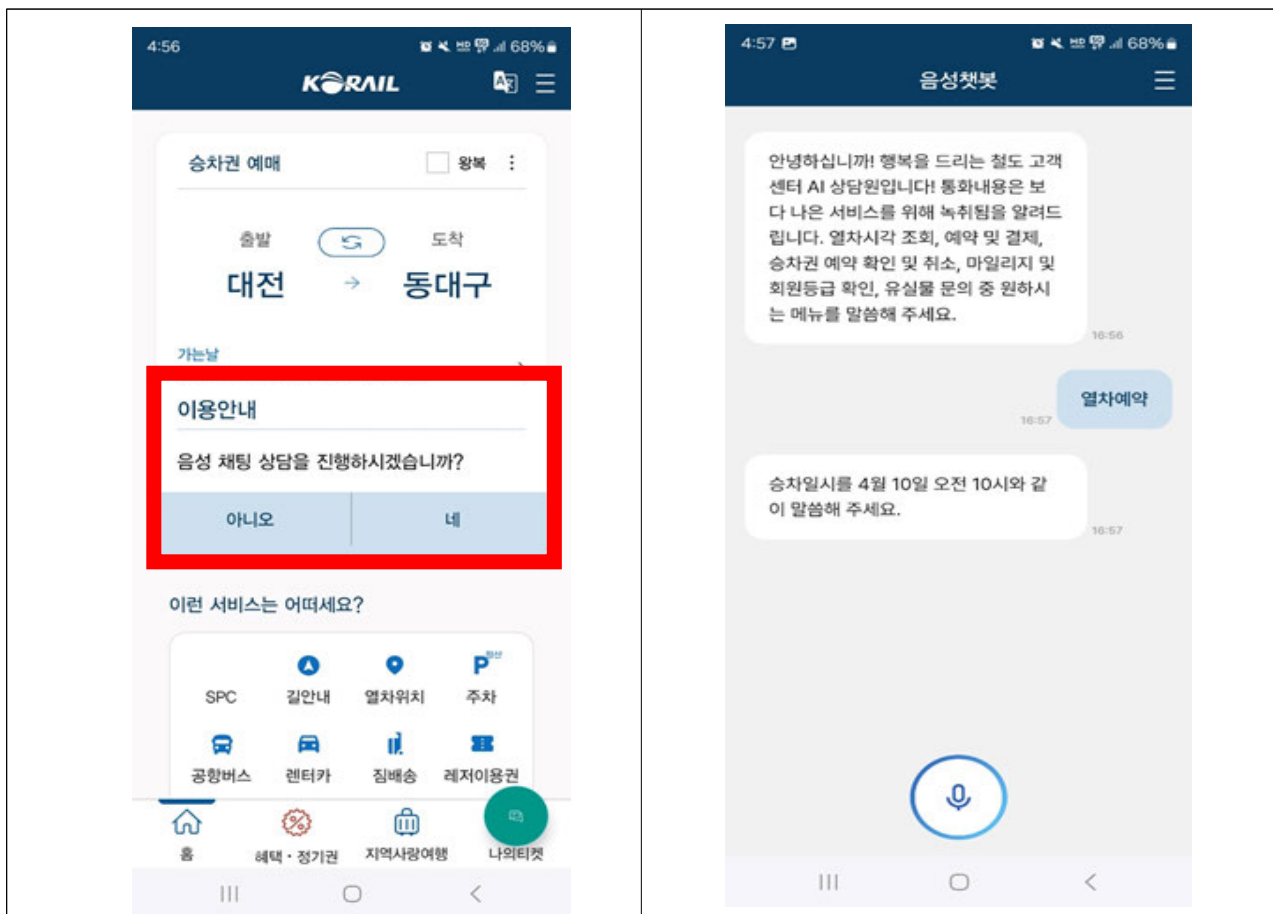 4:56
68%
KORAIL
승차권 예매
왕복
출발
도착
대전
→
동대구
가는날
이용안내
음성 채팅 상담을 진행하시겠습니까?
아니오
네
이런 서비스는 어떠세요?
SPC
길안내
열차위치
주차
공항버스
렌터카
짐배송
레저이용권
홈
혜택 · 정기권
지역사랑여행
나의티켓
4:57
68%
음성챗봇
안녕하십니까! 행복을 드리는 철도 고객
센터 AI 상담원입니다! 통화내용은 보
다 나은 서비스를 위해 녹취됨을 알려드
립니다. 열차시각 조회, 예약 및 결제,
승차권 예약 확인 및 취소, 마일리지 및
회원등급 확인, 유실물 문의 중 원하시
는 메뉴를 말씀해 주세요.
16:56
열차예약
16:57
승차일시를 4월 10일 오전 10시와 같
이 말씀해 주세요.
16:57